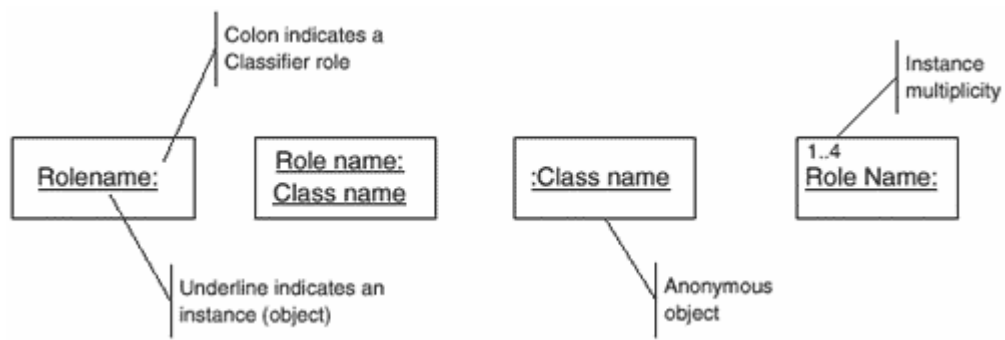 Colon indicates a
Classifier role
Instance
multiplicity
Rolename:
Role name:
Class name
:Class name
1..4
Role Name:
Underline indicates an
instance (object)
Anonymous
object